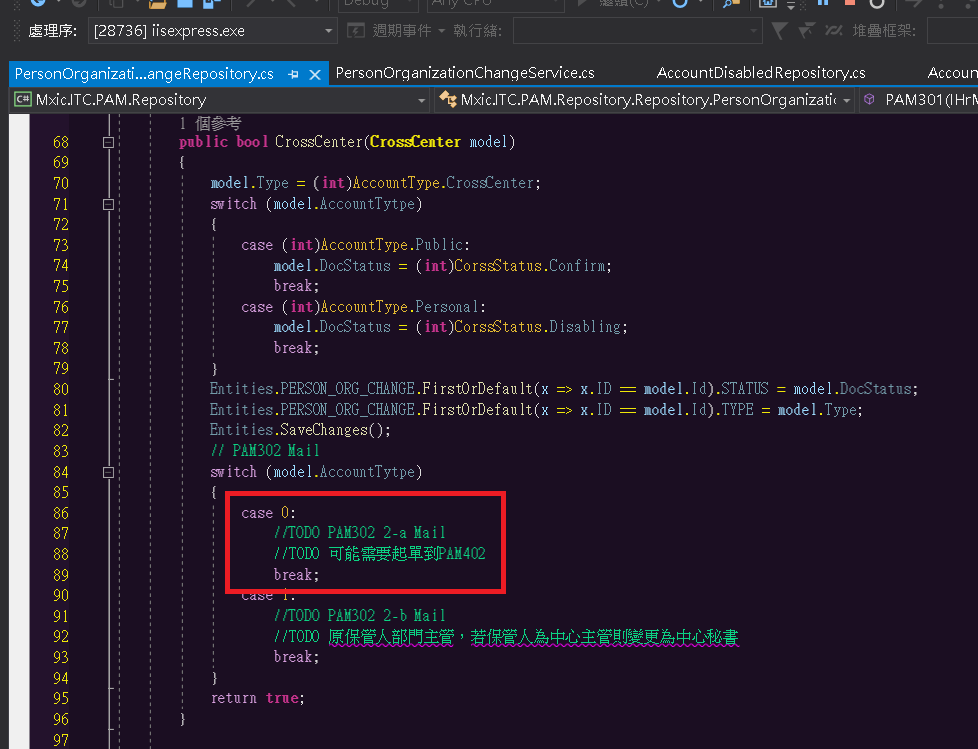 Debug Any CPU 繼續(C)
處理序: [28736] iisexpress.exe 週期事件 執行緒: 堆疊框架:
PersonOrganizati...angeRepository.cs PersonOrganizationChangeService.cs AccountDisabledRepository.cs Accoun
C# Mxic.ITC.PAM.Repository Mxic.ITC.PAM.Repository.Repository.PersonOrganizatic PAM301(IHrM
1 個參考
68 public bool CrossCenter(CrossCenter model)
69 {
70 model.Type = (int)AccountType.CrossCenter;
71 switch (model.AccountTytpe)
72 {
73 case (int)AccountType.Public:
74 model.DocStatus = (int)CorssStatus.Confirm;
75 break;
76 case (int)AccountType.Personal:
77 model.DocStatus = (int)CorssStatus.Disabling;
78 break;
79 }
80 Entities.PERSON_ORG_CHANGE.FirstOrDefault(x => x.ID == model.Id).STATUS = model.DocStatus;
81 Entities.PERSON_ORG_CHANGE.FirstOrDefault(x => x.ID == model.Id).TYPE = model.Type;
82 Entities.SaveChanges();
83 // PAM302 Mail
84 switch (model.AccountTytpe)
85 {
86 case 0:
87 //TODO PAM302 2-a Mail
88 //TODO 可能需要起單到PAM402
89 break;
90 case 1:
91 //TODO PAM302 2-b Mail
92 //TODO 原保管人部門主管，若保管人為中心主管則變更為中心秘書
93 break;
94 }
95 return true;
96 }
97